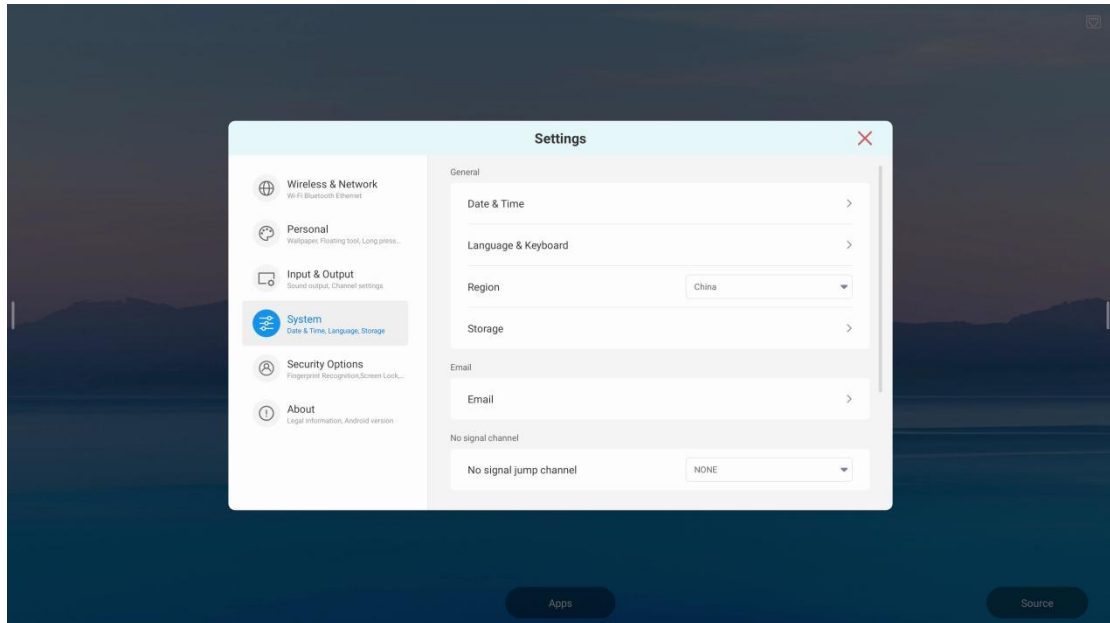 Settings
Wireless & Network
Wi-Fi Bluetooth Ethernet
Personal
Wallpaper, Floating tool, Long press...
Input & Output
Sound output, Channel settings
System
Date & Time, Language, Storage
Security Options
Fingerprint Recognition,Screen Lock,...
About
Legal information, Android version
General
Date & Time
Language & Keyboard
Region
China
Storage
Email
Email
No signal channel
No signal jump channel
NONE
Apps
Source